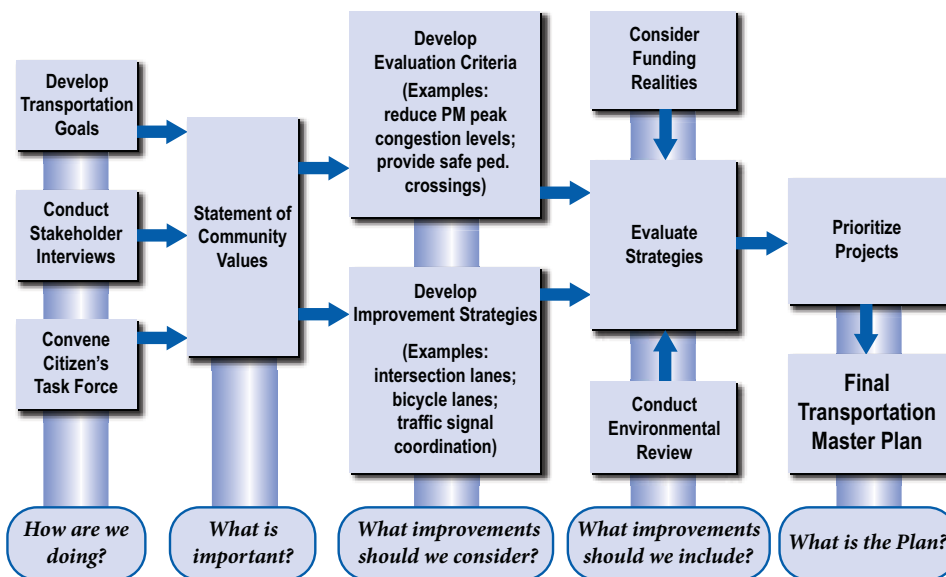 Develop
Transportation
Goals
Conduct
Stakeholder
Interviews
Convene
Citizen's
Task Force
How are we
doing?
Statement of
Community
Values
What is
important?
Develop
Evaluation Criteria
(Examples:
reduce PM peak
congestion levels;
provide safe ped.
crossings)
Develop
Improvement Strategies
(Examples:
intersection lanes;
bicycle lanes;
traffic signal
coordination)
What improvements
should we consider?
Consider
Funding
Realities
Evaluate
Strategies
Conduct
Environmental
Review
What improvements
should we include?
Prioritize
Projects
Final
Transportation
Master Plan
What is the Plan?